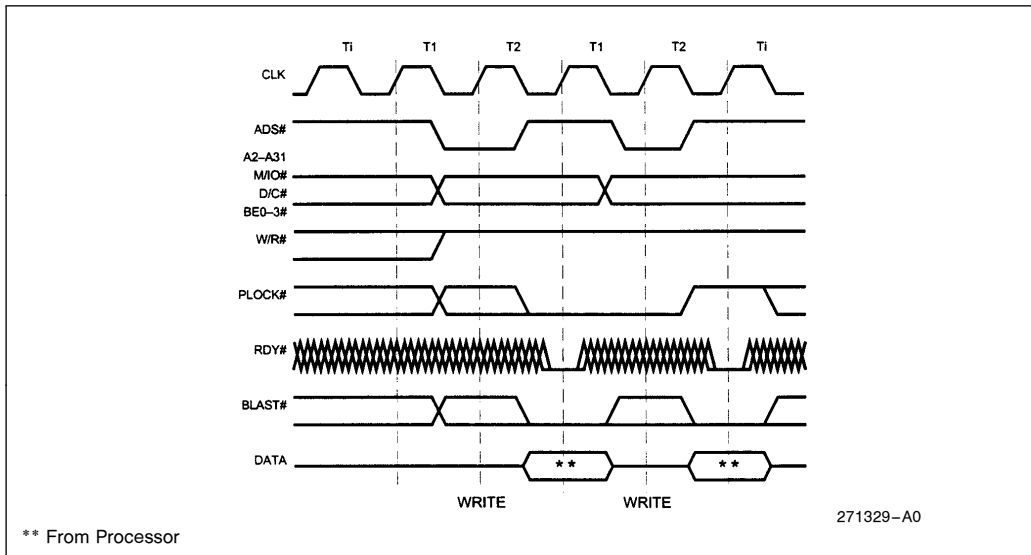 Ti T1 T2 T1 T2 Ti
CLK
ADS#
A2–A31
M/IO#
D/C#
BE0–3#
W/R#
PLOCK#
RDY#
BLAST#
DATA
** **
WRITE WRITE
271329–A0
** From Processor